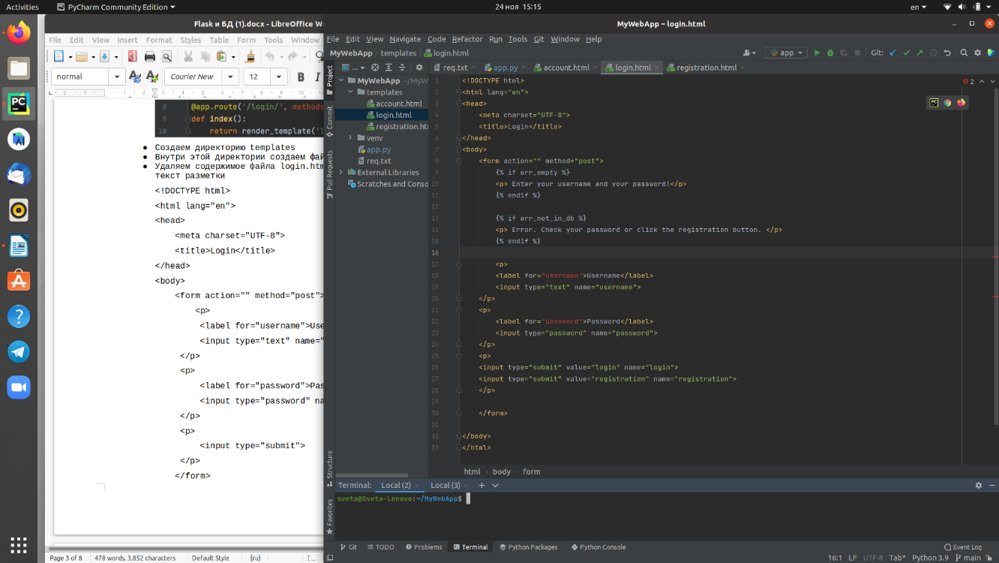 Activities
PyCharm Community Edition
24 ноя 15:15
en
Flask и БД (1).docx - LibreOffice Wr
File Edit View Insert Format Styles Table Form Tools Window
normal
Courier New
12
2 1 1 2 3 4 5 6 7 8 9 10 11
8 @app.route('/login/', methods
9 def index():
10 return render_template('l
● Создаем директорию templates
● Внутри этой директории создаем фай
● Удаляем содержимое файла login.htm
текст разметки
<!DOCTYPE html>
<html lang="en">
<head>
<meta charset="UTF-8">
<title>Login</title>
</head>
<body>
<form action="" method="post">
<p>
<label for="username">Use
<input type="text" name="
</p>
<p>
<label for="password">Pas
<input type="password" na
</p>
<p>
<input type="submit">
</p>
</form>
Page 3 of 8
478 words, 3,852 characters
Default Style
{ru}
MyWebApp – login.html
File Edit View Navigate Code Refactor Run Tools Git Window Help
MyWebApp › templates › login.html
app
Git:
Project
Commit
Pull Requests
Structure
Favorites
...
MyWebApp ~/MyW
templates
account.html
login.html
registration.htm
venv
app.py
req.txt
External Libraries
Scratches and Conso
req.txt
app.py
account.html
login.html
registration.html
2
1 <!DOCTYPE html>
2 <html lang="en">
3 <head>
4 <meta charset="UTF-8">
5 <title>Login</title>
6 </head>
7 <body>
8 <form action="" method="post">
9 {% if err_empty %}
10 <p> Enter your username and your password!</p>
11 {% endif %}
12
13 {% if err_not_in_db %}
14 <p> Error. Check your password or click the registration button. </p>
15 {% endif %}
16
17 <p>
18 <label for="username">Username</label>
19 <input type="text" name="username">
20 </p>
21 <p>
22 <label for="password">Password</label>
23 <input type="password" name="password">
24 </p>
25 <p>
26 <input type="submit" value="login" name="login">
27 <input type="submit" value="registration" name="registration">
28 </p>
29
30 </form>
31
32 </body>
33 </html>
html › body › form
Terminal: Local (2) × Local (3) × +
sveta@Sveta-Lenovo:~/MyWebApp$
Git TODO Problems Terminal Python Packages Python Console
Event Log
16:1 LF UTF-8 Tab* Python 3.9 main